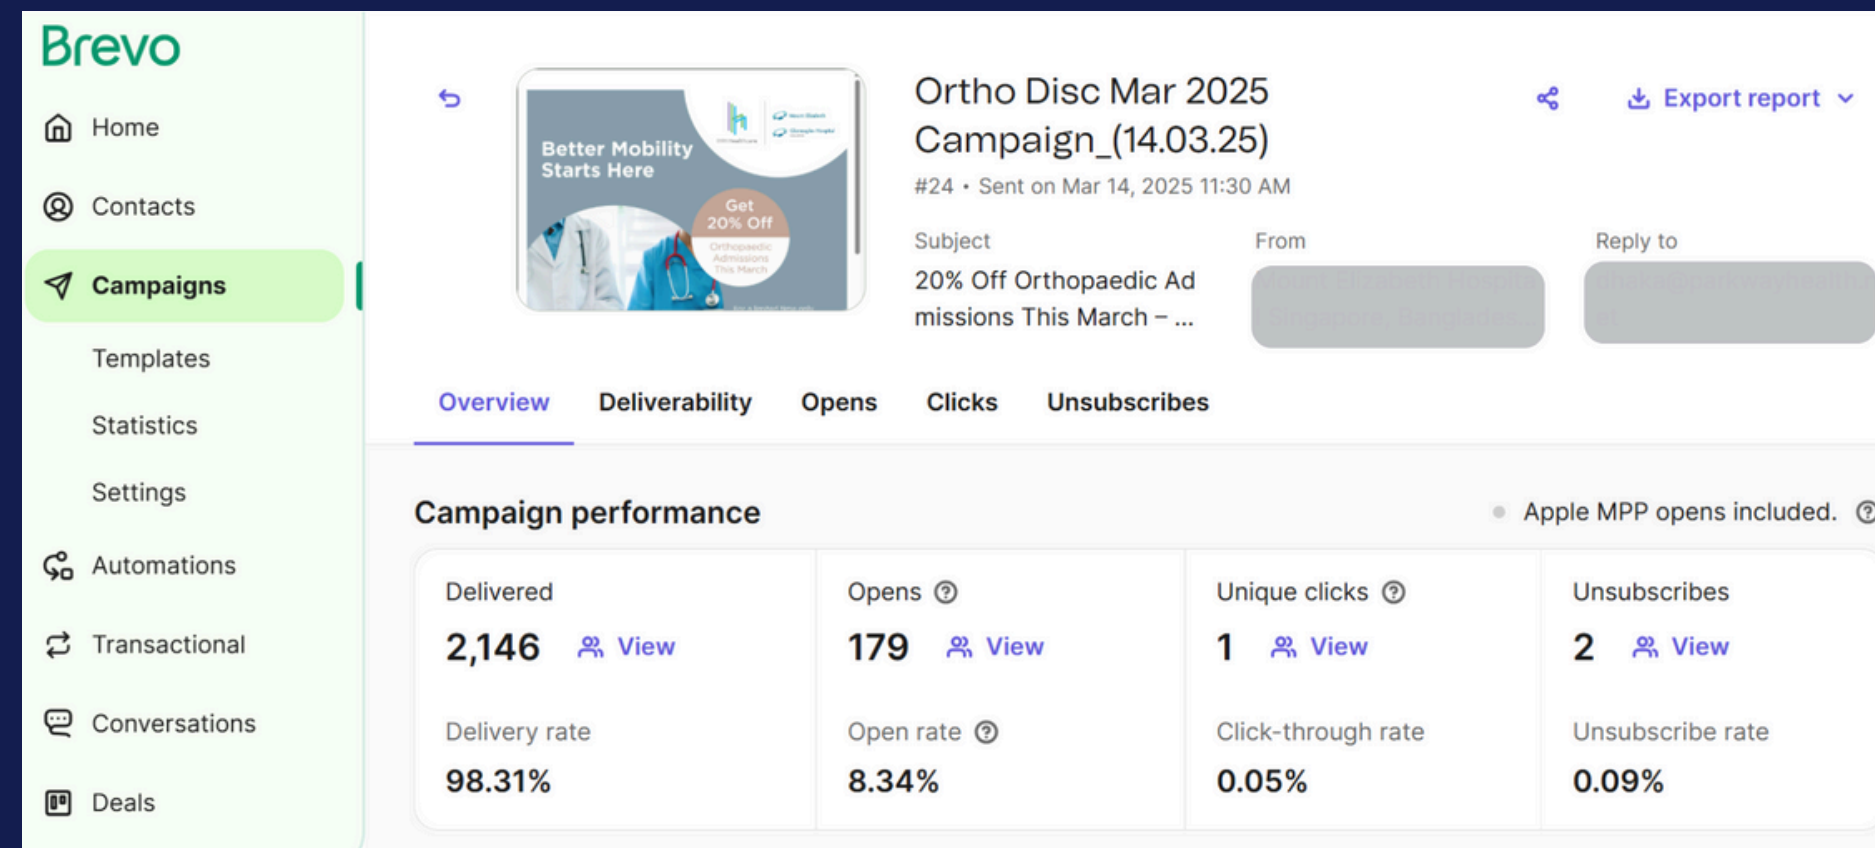 Brevo
Home
Contacts
Campaigns
Templates
Statistics
Settings
Automations
Transactional
Conversations
Deals
Better Mobility
Starts Here
Get
20% Off
Orthopaedic
Admissions
This March
Ortho Disc Mar 2025
Campaign_(14.03.25)
#24 • Sent on Mar 14, 2025 11:30 AM
Export report
Subject
20% Off Orthopaedic Ad
missions This March – ...
From
Reply to
Overview Deliverability Opens Clicks Unsubscribes
Campaign performance
Apple MPP opens included.
Delivered
2,146 View
Delivery rate
98.31%
Opens
179 View
Open rate
8.34%
Unique clicks
1 View
Click-through rate
0.05%
Unsubscribes
2 View
Unsubscribe rate
0.09%